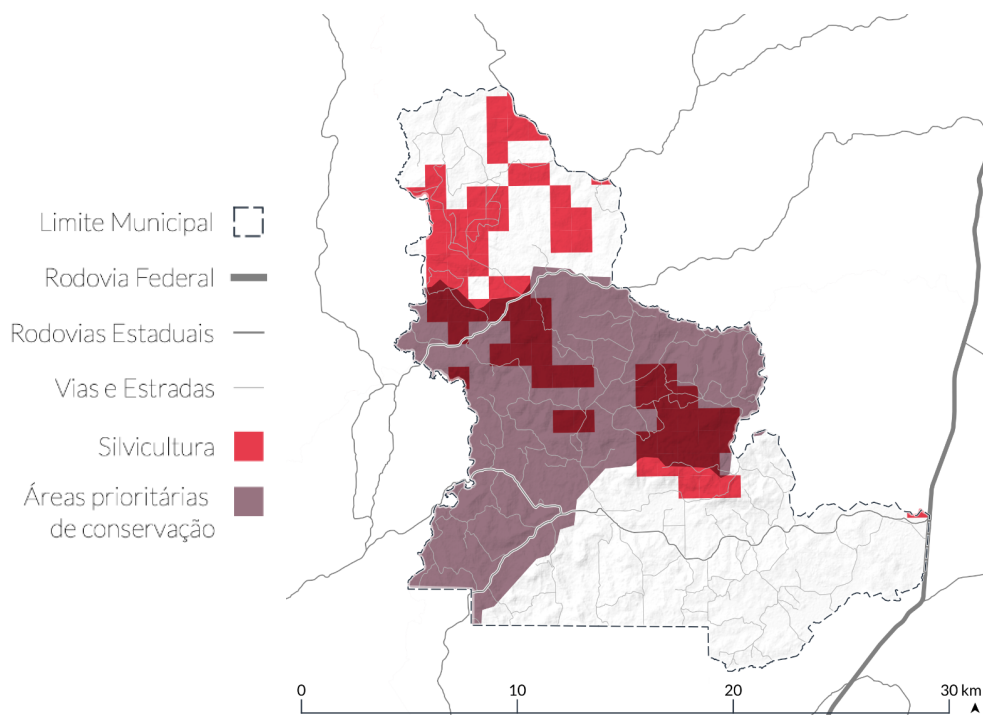 Limite Municipal
Rodovia Federal
Rodovias Estaduais
Vias e Estradas
Silvicultura
Áreas prioritárias
de conservação
0 10 20 30 km